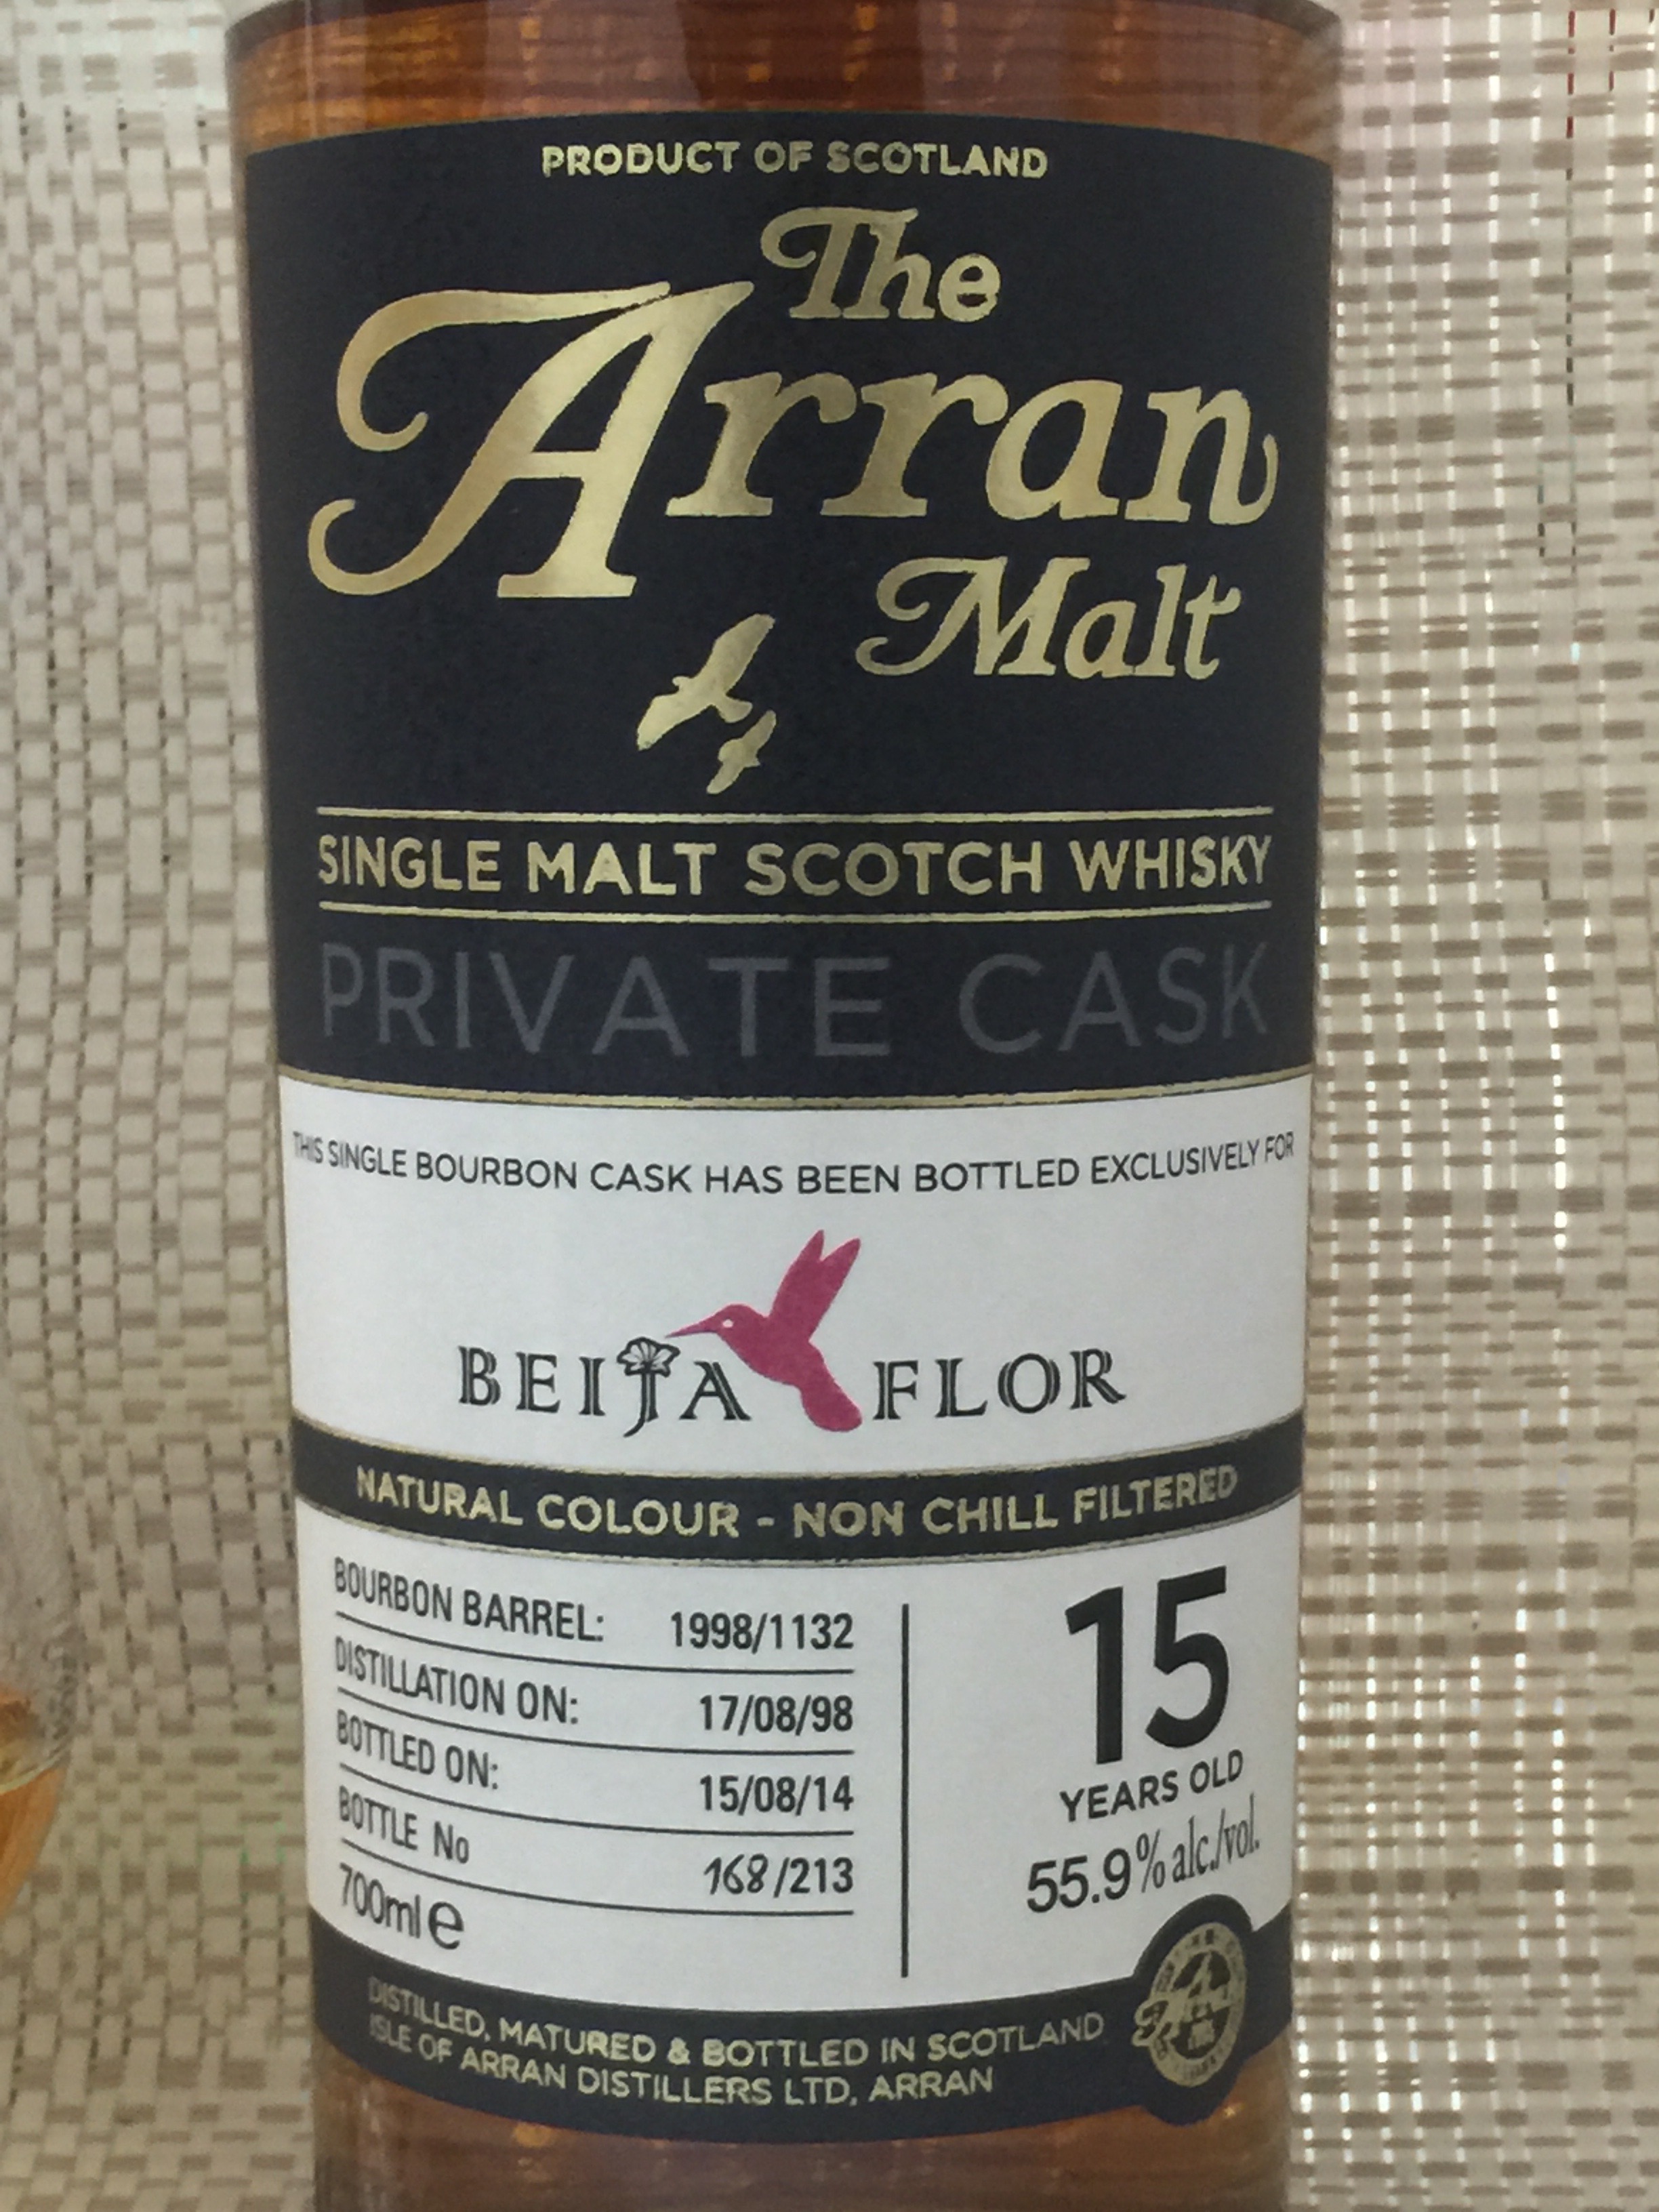 PRODUCT OF SCOTLAND
The
Arran
Malt
SINGLE MALT SCOTCH WHISKY
PRIVATE CASK
THIS SINGLE BOURBON CASK HAS BEEN BOTTLED EXCLUSIVELY FOR
BEIJA FLOR
NATURAL COLOUR - NON CHILL FILTERED
BOURBON BARREL: 1998/1132
DISTILLATION ON: 17/08/98
BOTTLED ON: 15/08/14
BOTTLE No 168/213
700ml e
15
YEARS OLD
55.9% alc./vol.
DISTILLED, MATURED & BOTTLED IN SCOTLAND
ISLE OF ARRAN DISTILLERS LTD, ARRAN